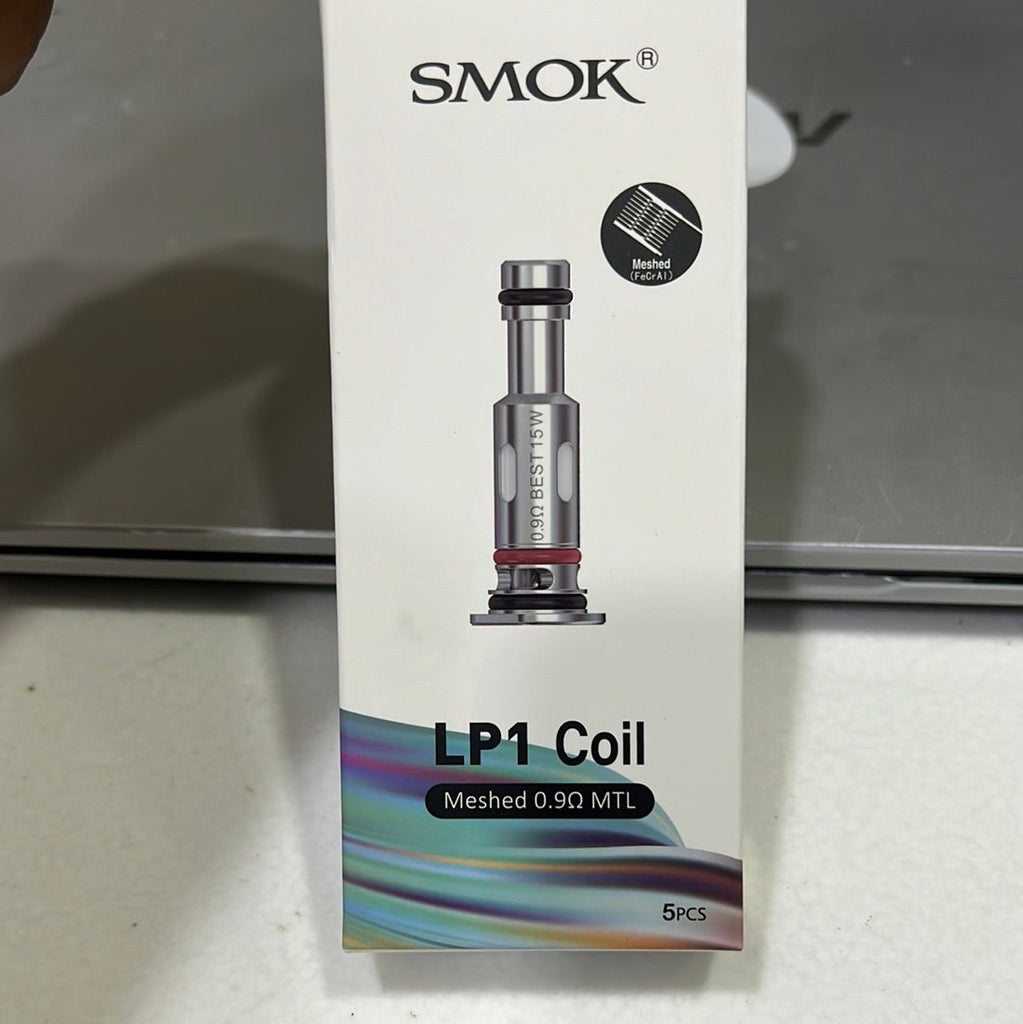 SMOK®
Meshed
(FeCrAl)
0.9Ω BEST 15W
LP1 Coil
Meshed 0.9Ω MTL
5PCS